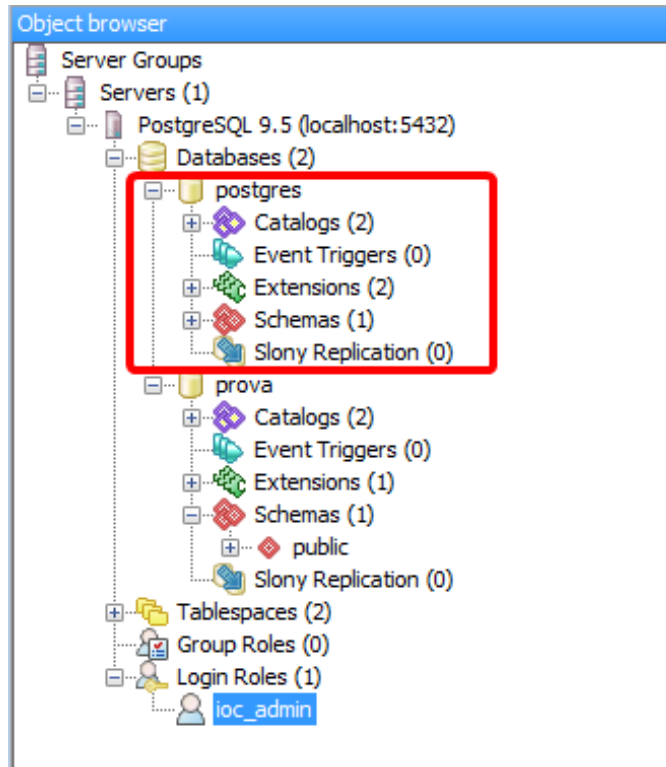 Object browser
Server Groups
Servers (1)
PostgreSQL 9.5 (localhost:5432)
Databases (2)
postgres
Catalogs (2)
Event Triggers (0)
Extensions (2)
Schemas (1)
Slony Replication (0)
prova
Catalogs (2)
Event Triggers (0)
Extensions (1)
Schemas (1)
public
Slony Replication (0)
Tablespaces (2)
Group Roles (0)
Login Roles (1)
ioc_admin